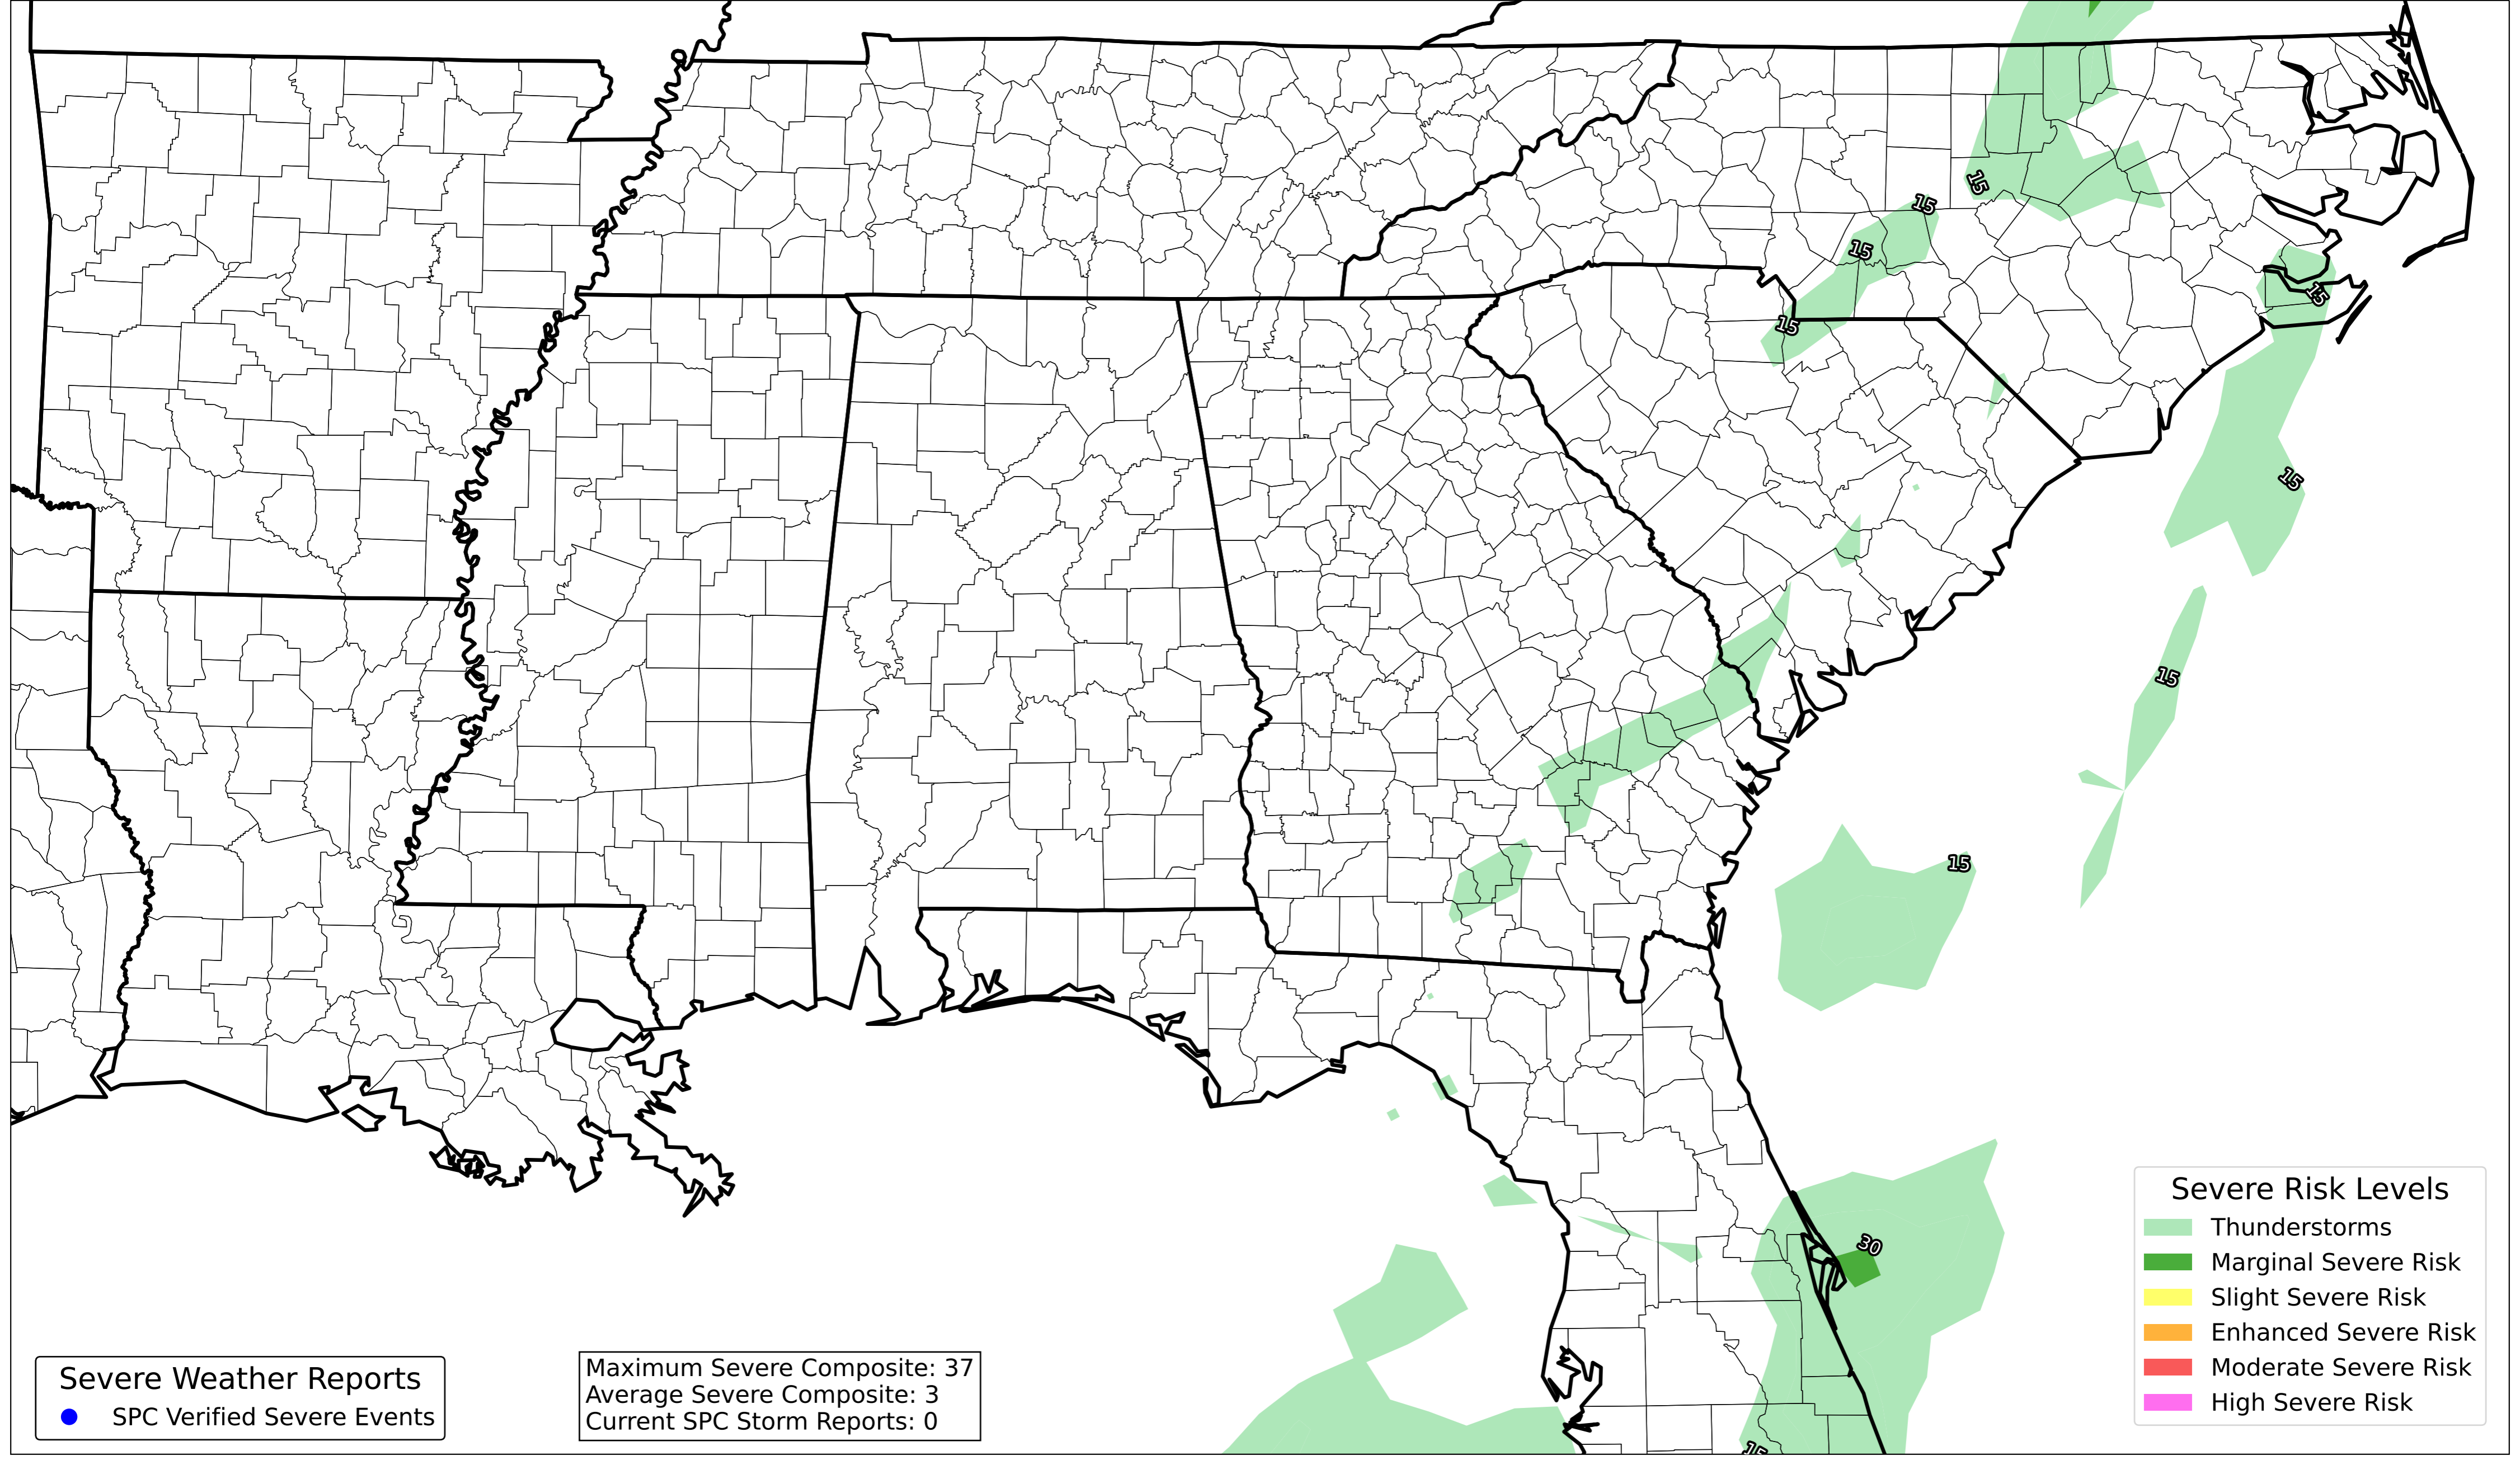 15
15
15
15
15
15
15
15
30
15
Severe Risk Levels
Thunderstorms
Marginal Severe Risk
Slight Severe Risk
Enhanced Severe Risk
Moderate Severe Risk
High Severe Risk
Severe Weather Reports
SPC Verified Severe Events
Maximum Severe Composite: 37
Average Severe Composite: 3
Current SPC Storm Reports: 0